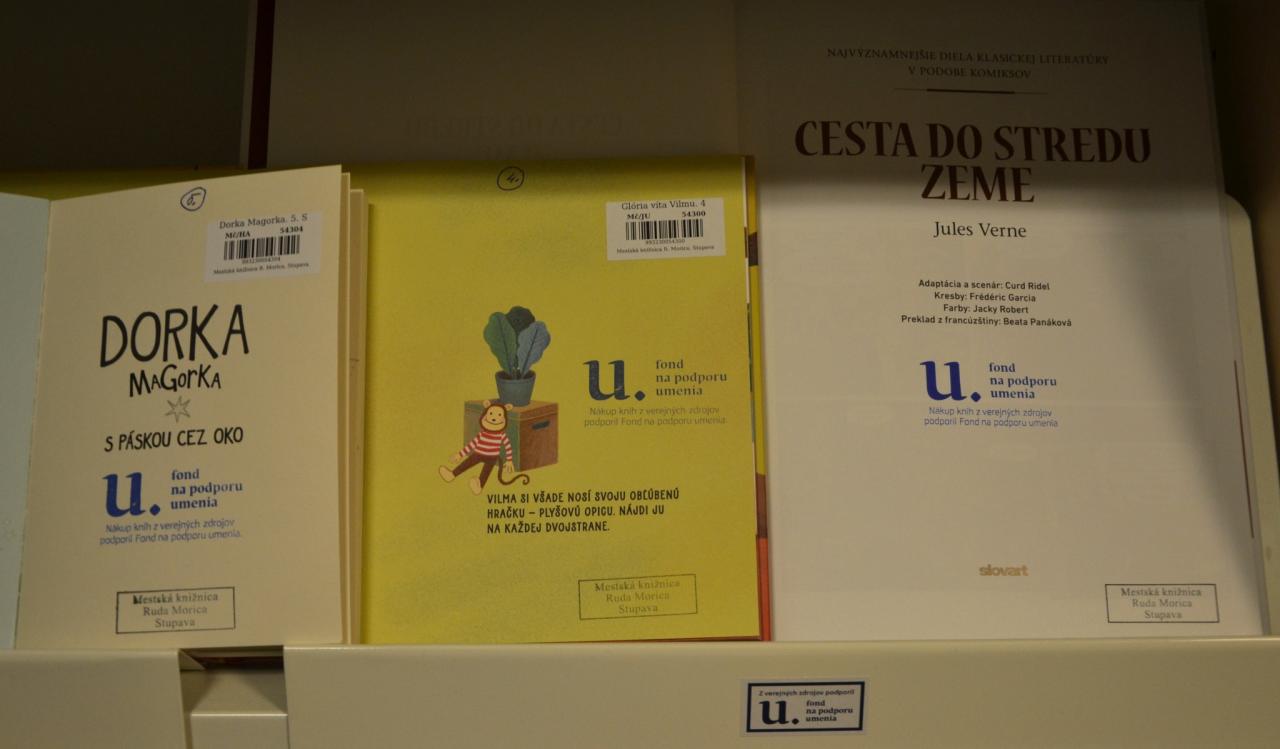 5.
Dorka Magorka. 5. S
Mč/HA 54304
993230054304
Mestská knižnica R. Morica, Stupava
DORKA
MAGORKA
S PÁSKOU CEZ OKO
u. fond
na podporu
umenia
Nákup kníh z verejných zdrojov
podporil Fond na podporu umenia.
Mestská knižnica
Ruda Morica
Stupava
4.
Glória víta Vilmu. 4
Mč/JU 54300
993230054300
Mestská knižnica R. Morica, Stupava
u. fond
na podporu
umenia
Nákup kníh z verejných zdrojov
podporil Fond na podporu umenia.
VILMA SI VŠADE NOSÍ SVOJU OBĽÚBENÚ
HRAČKU – PLYŠOVÚ OPICU. NÁJDI JU
NA KAŽDEJ DVOJSTRANE.
Mestská knižnica
Ruda Morica
Stupava
NAJVÝZNAMNEJŠIE DIELA KLASICKEJ LITERATÚRY
V PODOBE KOMIKSOV
CESTA DO STREDU
ZEME
Jules Verne
Adaptácia a scenár: Curd Ridel
Kresby: Frédéric Garcia
Farby: Jacky Robert
Preklad z francúzštiny: Beata Panáková
u. fond
na podporu
umenia
Nákup kníh z verejných zdrojov
podporil Fond na podporu umenia.
slovart
Mestská knižnica
Ruda Morica
Stupava
Z verejných zdrojov podporil
u. fond
na podporu
umenia